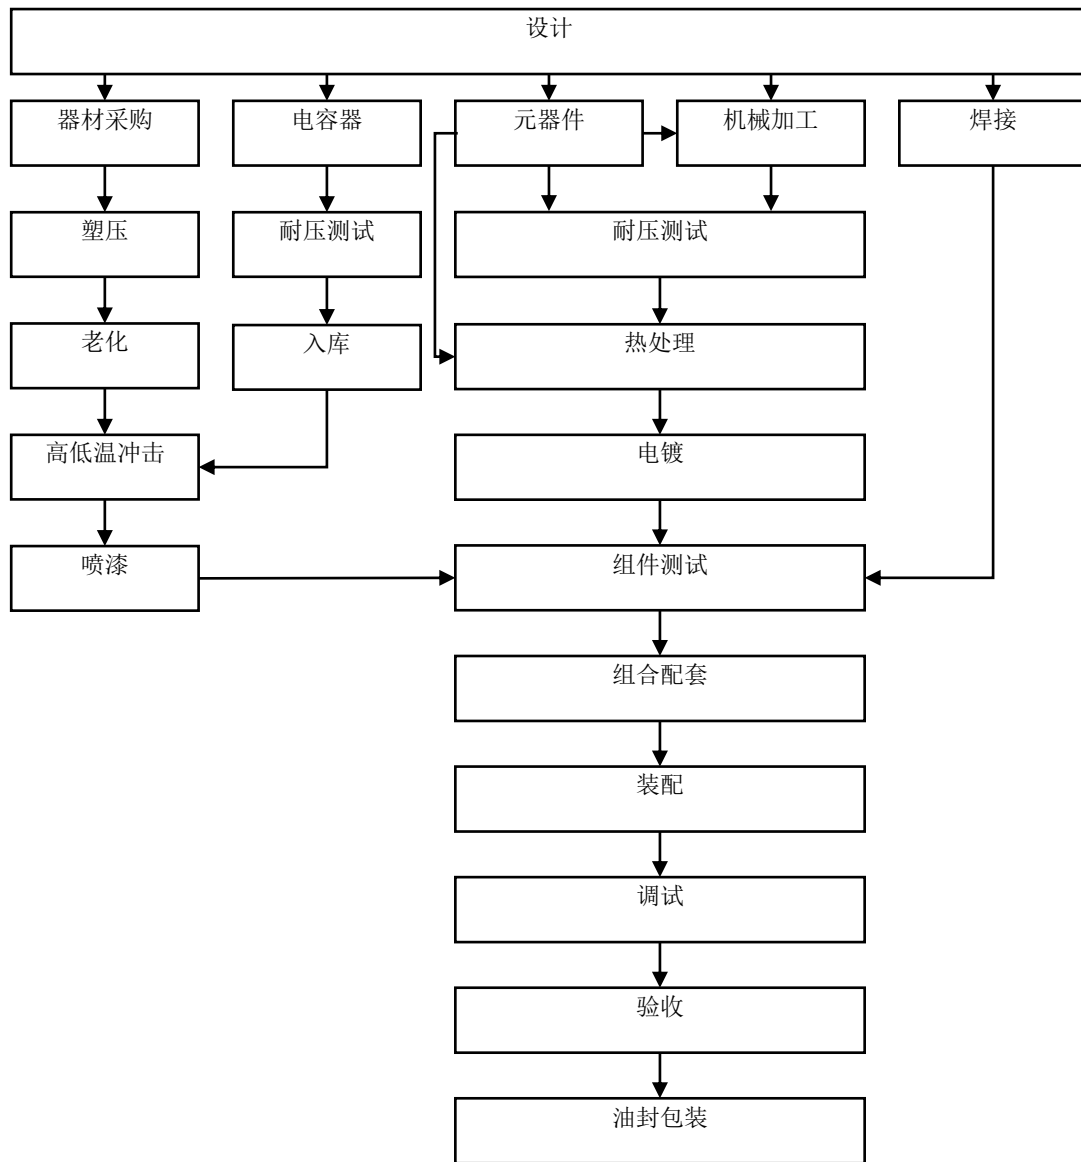 设计
器材采购
电容器
元器件
机械加工
焊接
塑压
耐压测试
耐压测试
老化
入库
热处理
高低温冲击
电镀
喷漆
组件测试
组合配套
装配
调试
验收
油封包装